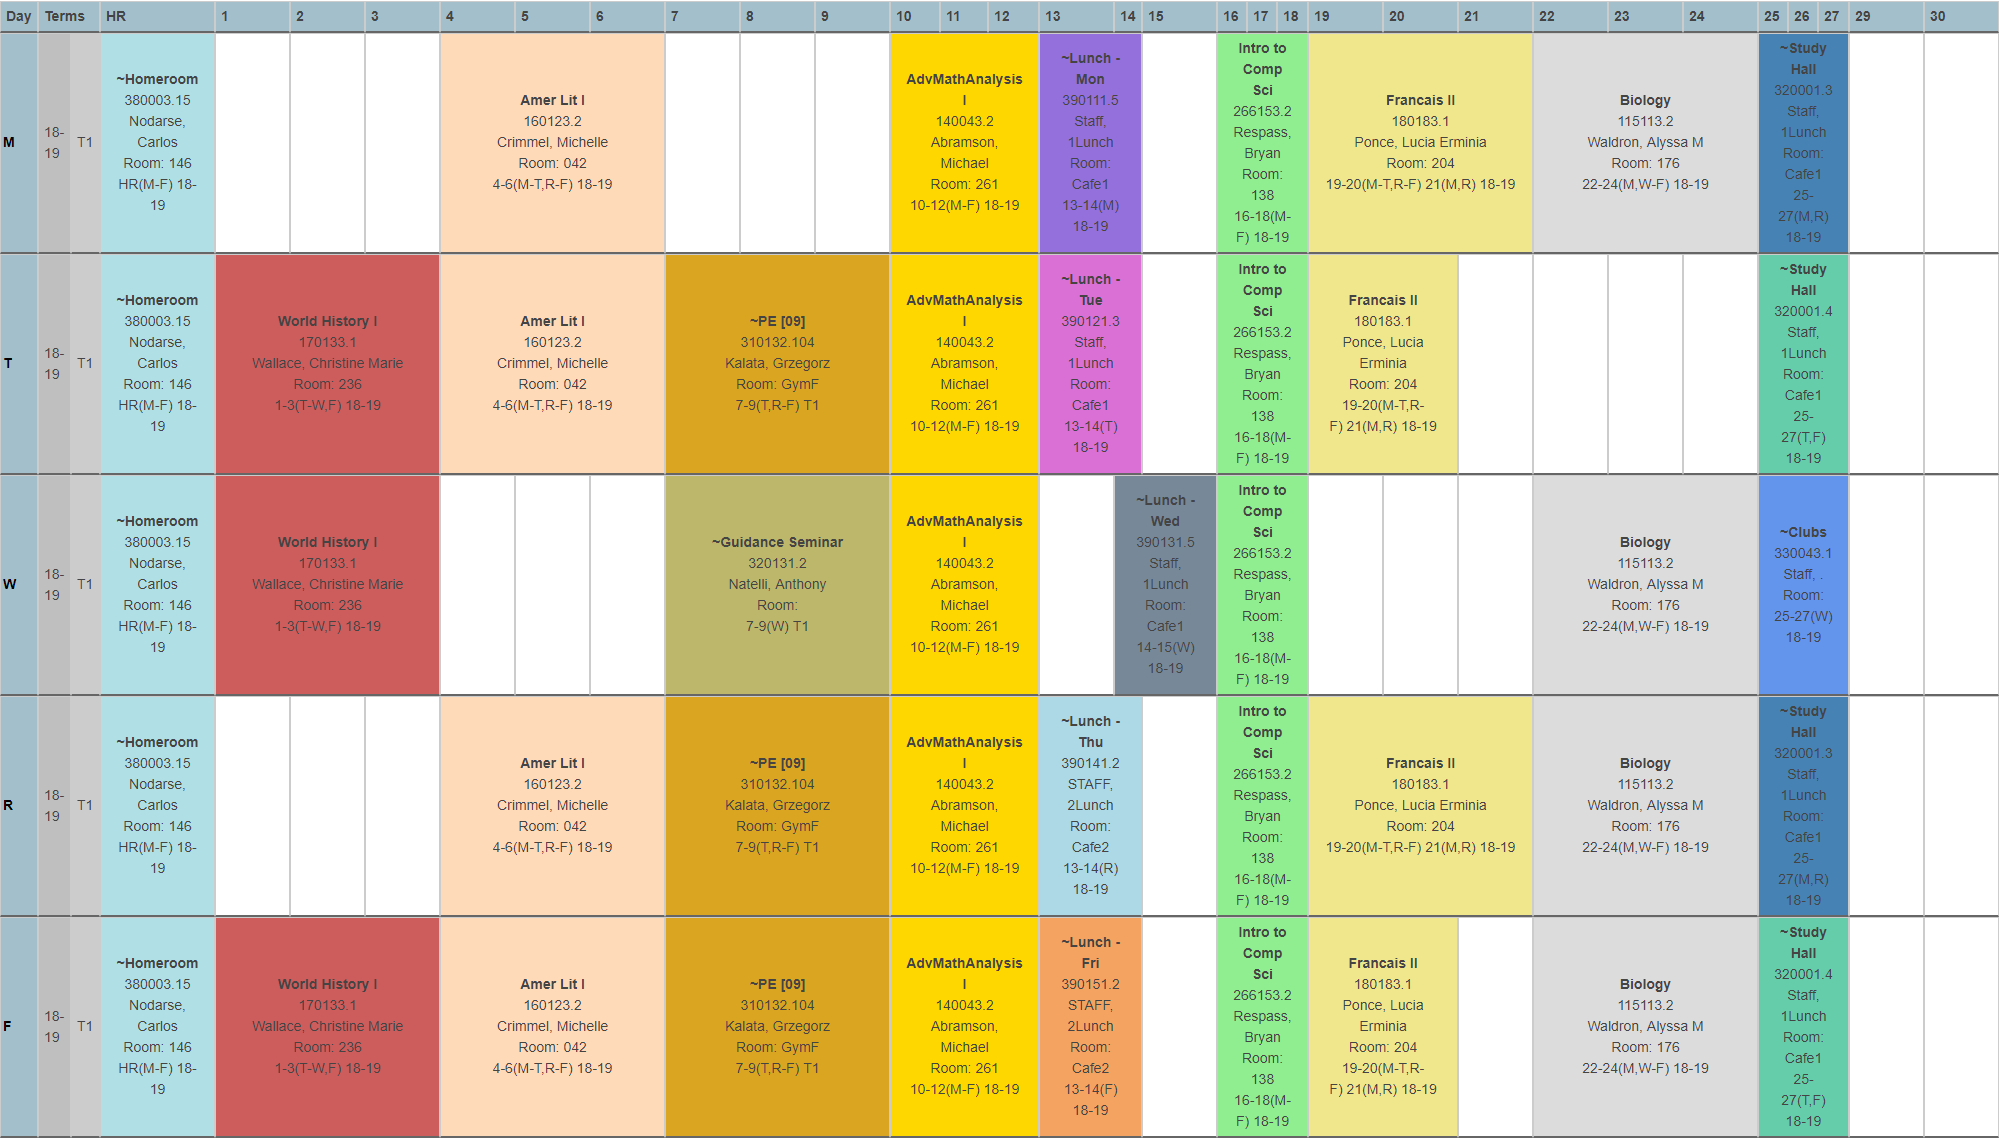 Day Terms HR 1 2 3 4 5 6 7 8 9 10 11 12 13 14 15 16 17 18 19 20 21 22 23 24 25 26 27 29 30
M
18-
19
T1
~Homeroom
380003.15
Nodarse,
Carlos
Room: 146
HR(M-F) 18-
19
Amer Lit I
160123.2
Crimmel, Michelle
Room: 042
4-6(M-T,R-F) 18-19
AdvMathAnalysis
I
140043.2
Abramson,
Michael
Room: 261
10-12(M-F) 18-19
~Lunch -
Mon
390111.5
Staff,
1Lunch
Room:
Cafe1
13-14(M)
18-19
Intro to
Comp
Sci
266153.2
Respass,
Bryan
Room:
138
16-18(M-
F) 18-19
Francais II
180183.1
Ponce, Lucia Erminia
Room: 204
19-20(M-T,R-F) 21(M,R) 18-19
Biology
115113.2
Waldron, Alyssa M
Room: 176
22-24(M,W-F) 18-19
~Study
Hall
320001.3
Staff,
1Lunch
Room:
Cafe1
25-
27(M,R)
18-19
T
18-
19
T1
~Homeroom
380003.15
Nodarse,
Carlos
Room: 146
HR(M-F) 18-
19
World History I
170133.1
Wallace, Christine Marie
Room: 236
1-3(T-W,F) 18-19
Amer Lit I
160123.2
Crimmel, Michelle
Room: 042
4-6(M-T,R-F) 18-19
~PE [09]
310132.104
Kalata, Grzegorz
Room: GymF
7-9(T,R-F) T1
AdvMathAnalysis
I
140043.2
Abramson,
Michael
Room: 261
10-12(M-F) 18-19
~Lunch -
Tue
390121.3
Staff,
1Lunch
Room:
Cafe1
13-14(T)
18-19
Intro to
Comp
Sci
266153.2
Respass,
Bryan
Room:
138
16-18(M-
F) 18-19
Francais II
180183.1
Ponce, Lucia
Erminia
Room: 204
19-20(M-T,R-
F) 21(M,R) 18-19
~Study
Hall
320001.4
Staff,
1Lunch
Room:
Cafe1
25-
27(T,F)
18-19
W
18-
19
T1
~Homeroom
380003.15
Nodarse,
Carlos
Room: 146
HR(M-F) 18-
19
World History I
170133.1
Wallace, Christine Marie
Room: 236
1-3(T-W,F) 18-19
~Guidance Seminar
320131.2
Natelli, Anthony
Room:
7-9(W) T1
AdvMathAnalysis
I
140043.2
Abramson,
Michael
Room: 261
10-12(M-F) 18-19
~Lunch -
Wed
390131.5
Staff,
1Lunch
Room:
Cafe1
14-15(W)
18-19
Intro to
Comp
Sci
266153.2
Respass,
Bryan
Room:
138
16-18(M-
F) 18-19
Biology
115113.2
Waldron, Alyssa M
Room: 176
22-24(M,W-F) 18-19
~Clubs
330043.1
Staff, .
Room:
25-27(W)
18-19
R
18-
19
T1
~Homeroom
380003.15
Nodarse,
Carlos
Room: 146
HR(M-F) 18-
19
Amer Lit I
160123.2
Crimmel, Michelle
Room: 042
4-6(M-T,R-F) 18-19
~PE [09]
310132.104
Kalata, Grzegorz
Room: GymF
7-9(T,R-F) T1
AdvMathAnalysis
I
140043.2
Abramson,
Michael
Room: 261
10-12(M-F) 18-19
~Lunch -
Thu
390141.2
STAFF,
2Lunch
Room:
Cafe2
13-14(R)
18-19
Intro to
Comp
Sci
266153.2
Respass,
Bryan
Room:
138
16-18(M-
F) 18-19
Francais II
180183.1
Ponce, Lucia Erminia
Room: 204
19-20(M-T,R-F) 21(M,R) 18-19
Biology
115113.2
Waldron, Alyssa M
Room: 176
22-24(M,W-F) 18-19
~Study
Hall
320001.3
Staff,
1Lunch
Room:
Cafe1
25-
27(M,R)
18-19
F
18-
19
T1
~Homeroom
380003.15
Nodarse,
Carlos
Room: 146
HR(M-F) 18-
19
World History I
170133.1
Wallace, Christine Marie
Room: 236
1-3(T-W,F) 18-19
Amer Lit I
160123.2
Crimmel, Michelle
Room: 042
4-6(M-T,R-F) 18-19
~PE [09]
310132.104
Kalata, Grzegorz
Room: GymF
7-9(T,R-F) T1
AdvMathAnalysis
I
140043.2
Abramson,
Michael
Room: 261
10-12(M-F) 18-19
~Lunch -
Fri
390151.2
STAFF,
2Lunch
Room:
Cafe2
13-14(F)
18-19
Intro to
Comp
Sci
266153.2
Respass,
Bryan
Room:
138
16-18(M-
F) 18-19
Francais II
180183.1
Ponce, Lucia
Erminia
Room: 204
19-20(M-T,R-
F) 21(M,R) 18-19
Biology
115113.2
Waldron, Alyssa M
Room: 176
22-24(M,W-F) 18-19
~Study
Hall
320001.4
Staff,
1Lunch
Room:
Cafe1
25-
27(T,F)
18-19